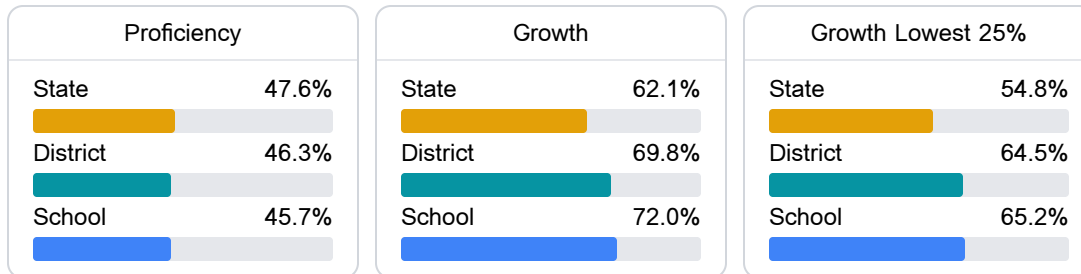 Proficiency
State 47.6%
District 46.3%
School 45.7%
Growth
State 62.1%
District 69.8%
School 72.0%
Growth Lowest 25%
State 54.8%
District 64.5%
School 65.2%